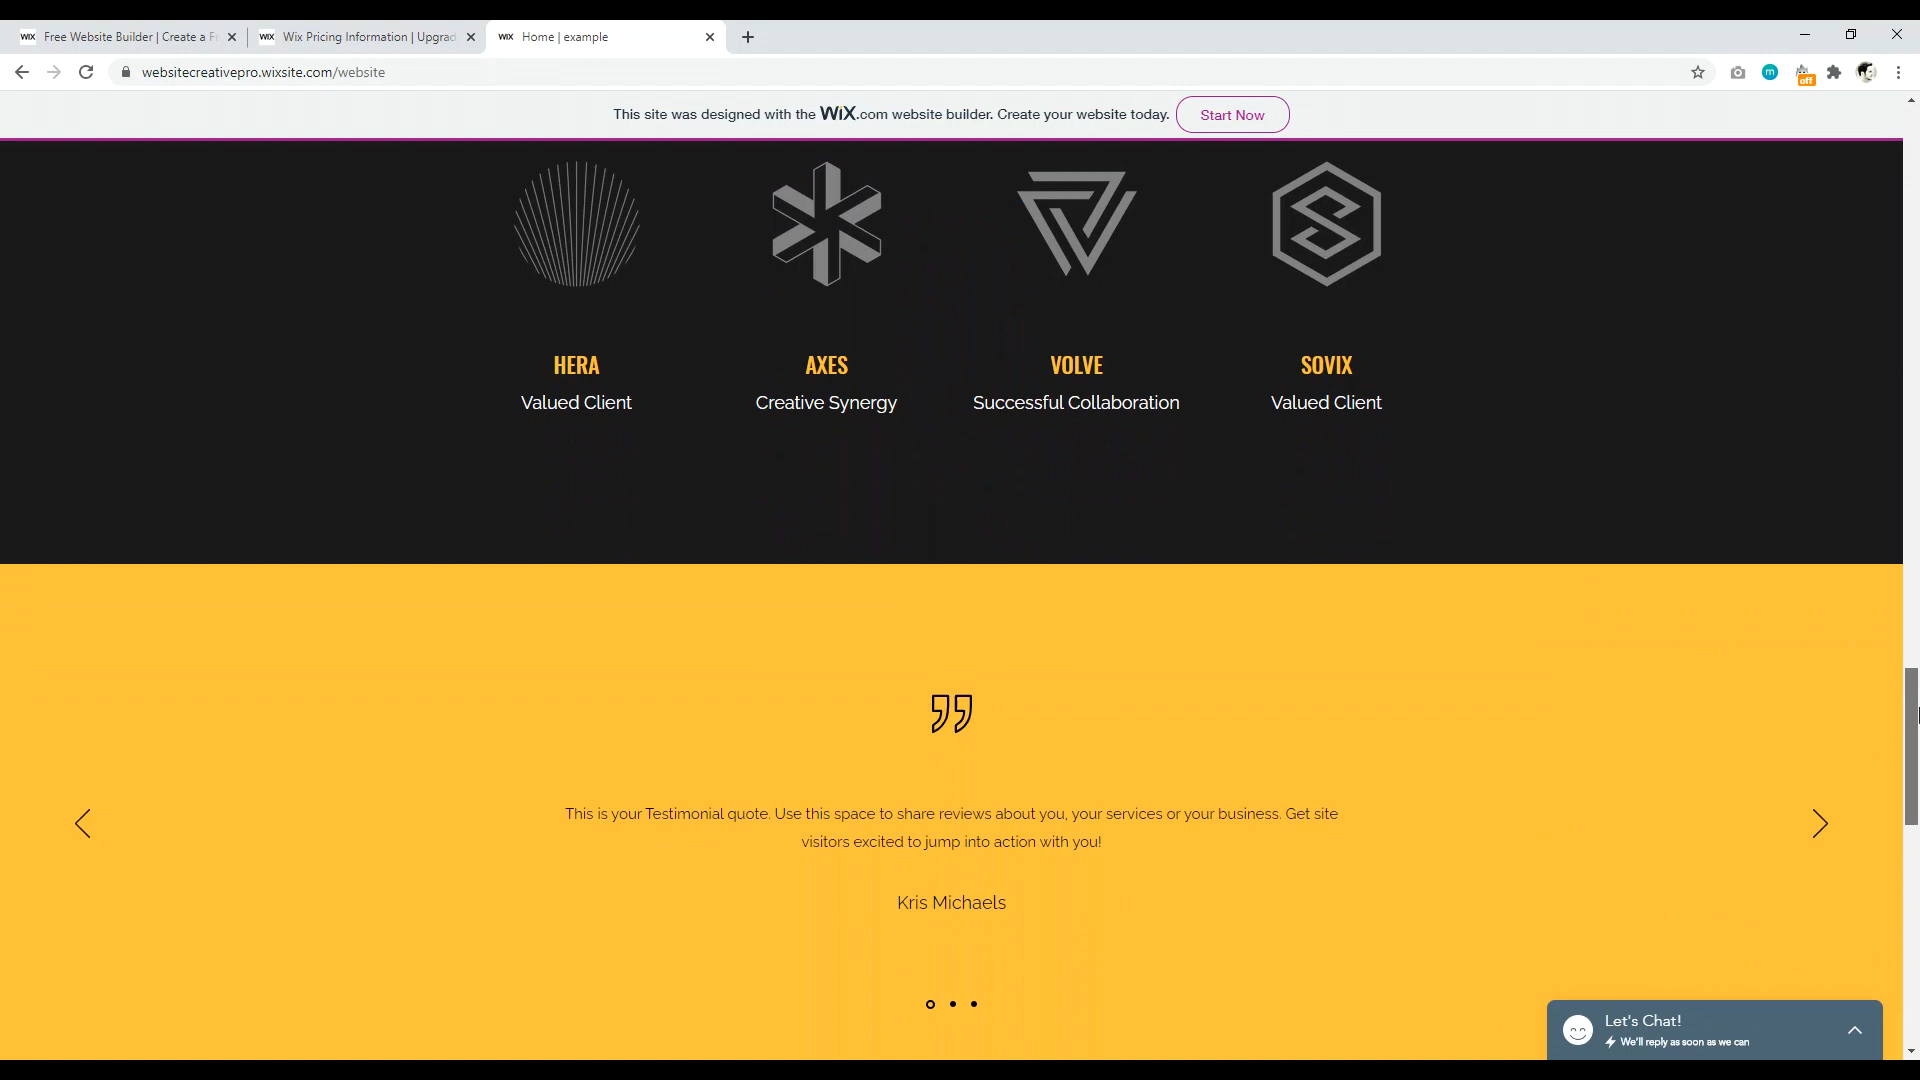 WIX Free Website Builder | Create a Fr
WIX Wix Pricing Information | Upgrad
WIX Home | example
websitecreativepro.wixsite.com/website
m
off
This site was designed with the WiX.com website builder. Create your website today. Start Now
S
HERA AXES VOLVE SOVIX
Valued Client Creative Synergy Successful Collaboration Valued Client
This is your Testimonial quote. Use this space to share reviews about you, your services or your business. Get site
visitors excited to jump into action with you!
Kris Michaels
Let's Chat!
We'll reply as soon as we can